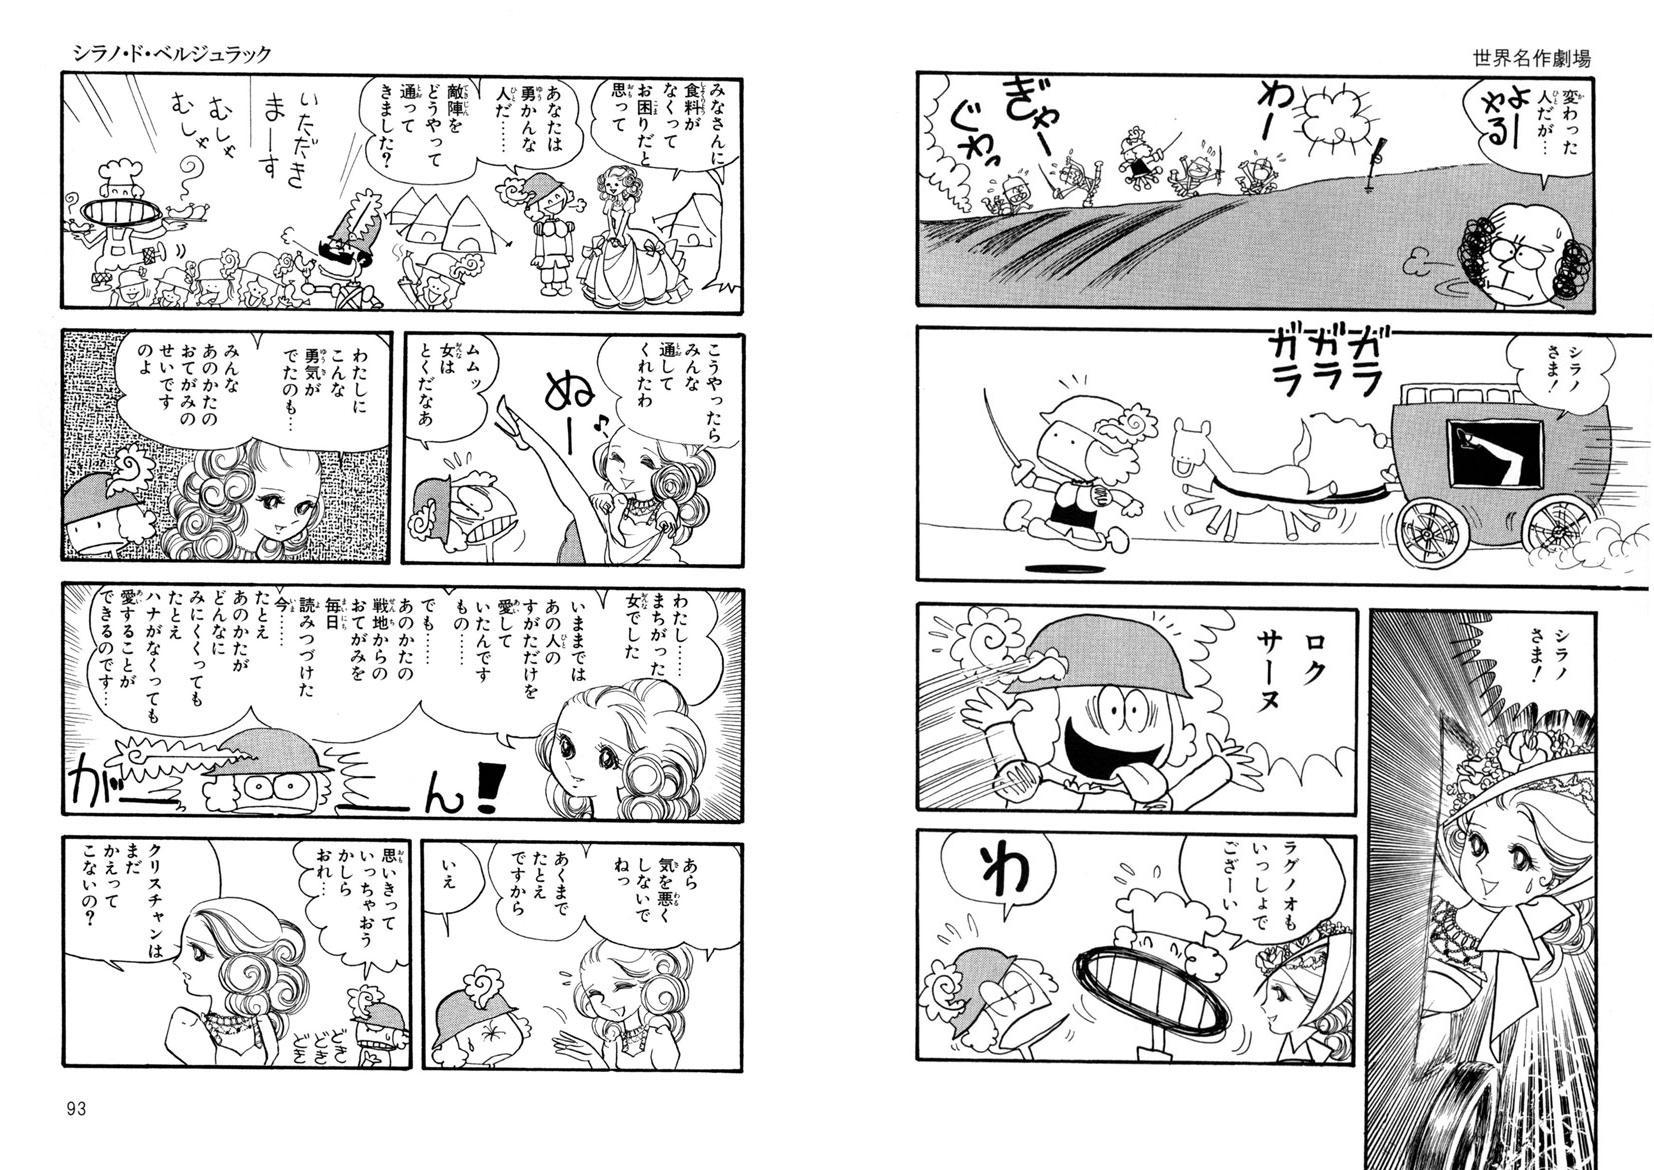 世界名作劇場
変わった
人だが…
よー
やる
わー
ぎゃー
ぐわっ
シラノ
さま!
ガラ
ガラ
ガラ
シラノ
さま!
ロク
サーヌ
ラグノオも
いっしょで
ござーい
わ
シラノ・ド・ベルジュラック
みなさんに
食料が
なくって
お困りだと
思って
あなたは
勇かんな
人だ……
敵陣を
どうやって
通って
きました?
いただき
まーす
むしゃ
むしゃ
こうやったら
みんな
通して
くれたわ
ぬー
ムムッ
女は
とくだなあ
わたしに
こんな
勇気が
でたのも…
みんな
あのかたの
おてがみの
せいです
のよ
わたし……
まちがった
女でした
いままでは
あの人の
すがただけを
愛して
いたんです
もの……
でも……
あのかたの
戦地からの
おてがみを
毎日
読みつづけた
今……
たとえ
あのかたが
どんなに
みにくくっても
たとえ
ハナがなくっても
愛することが
できるのです…
がーーん!
あら
気を悪く
しないで
ねっ
あくまで
たとえ
ですから
いえ
思いきって
いっちゃおう
かしら
おれ…
どき
どき
どき
クリスチャンは
まだ
かえって
こないの?
93